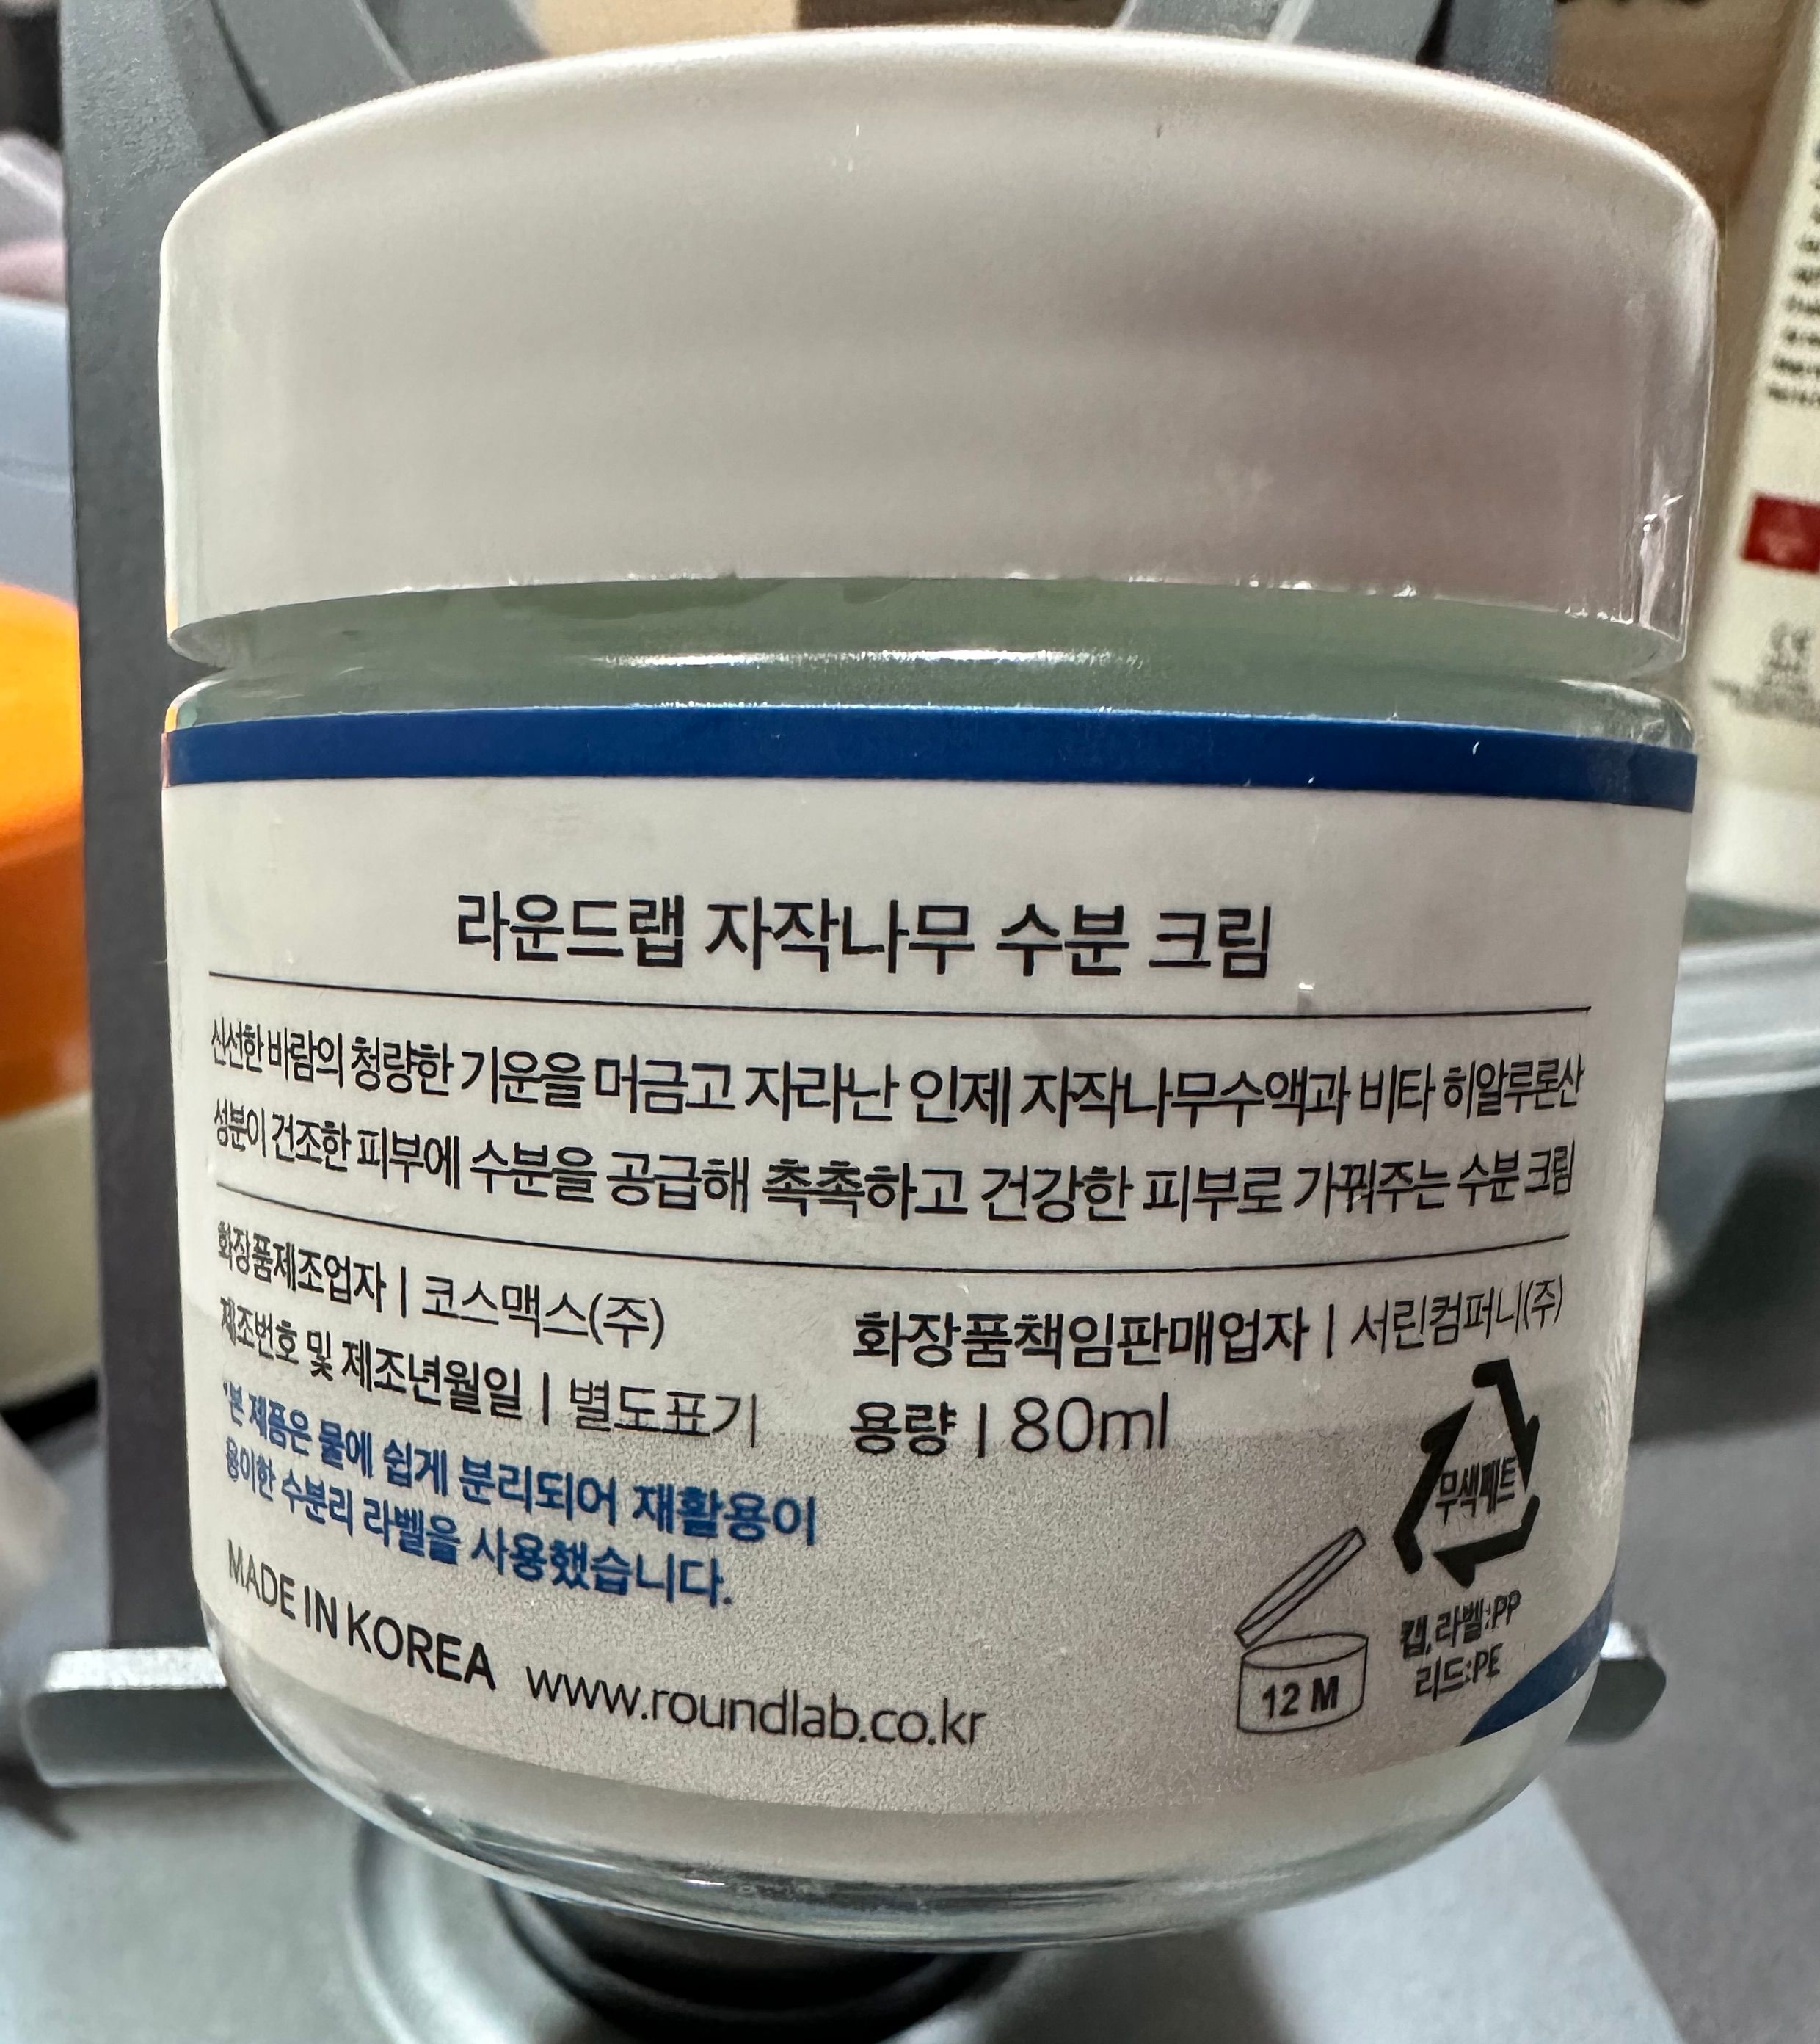 라운드랩 자작나무 수분 크림
신선한 바람의 청량한 기운을 머금고 자라난 인제 자작나무수액과 비타 히알루론산
성분이 건조한 피부에 수분을 공급해 촉촉하고 건강한 피부로 가꿔주는 수분 크림
화장품제조업자 | 코스맥스(주)
화장품책임판매업자 | 서린컴퍼니(주)
제조번호 및 제조년월일 | 별도표기
용량 | 80ml
*본 제품은 물에 쉽게 분리되어 재활용이
용이한 수분리 라벨을 사용했습니다.
무색페트
캡,라벨:PP
리드:PE
12 M
MADE IN KOREA www.roundlab.co.kr